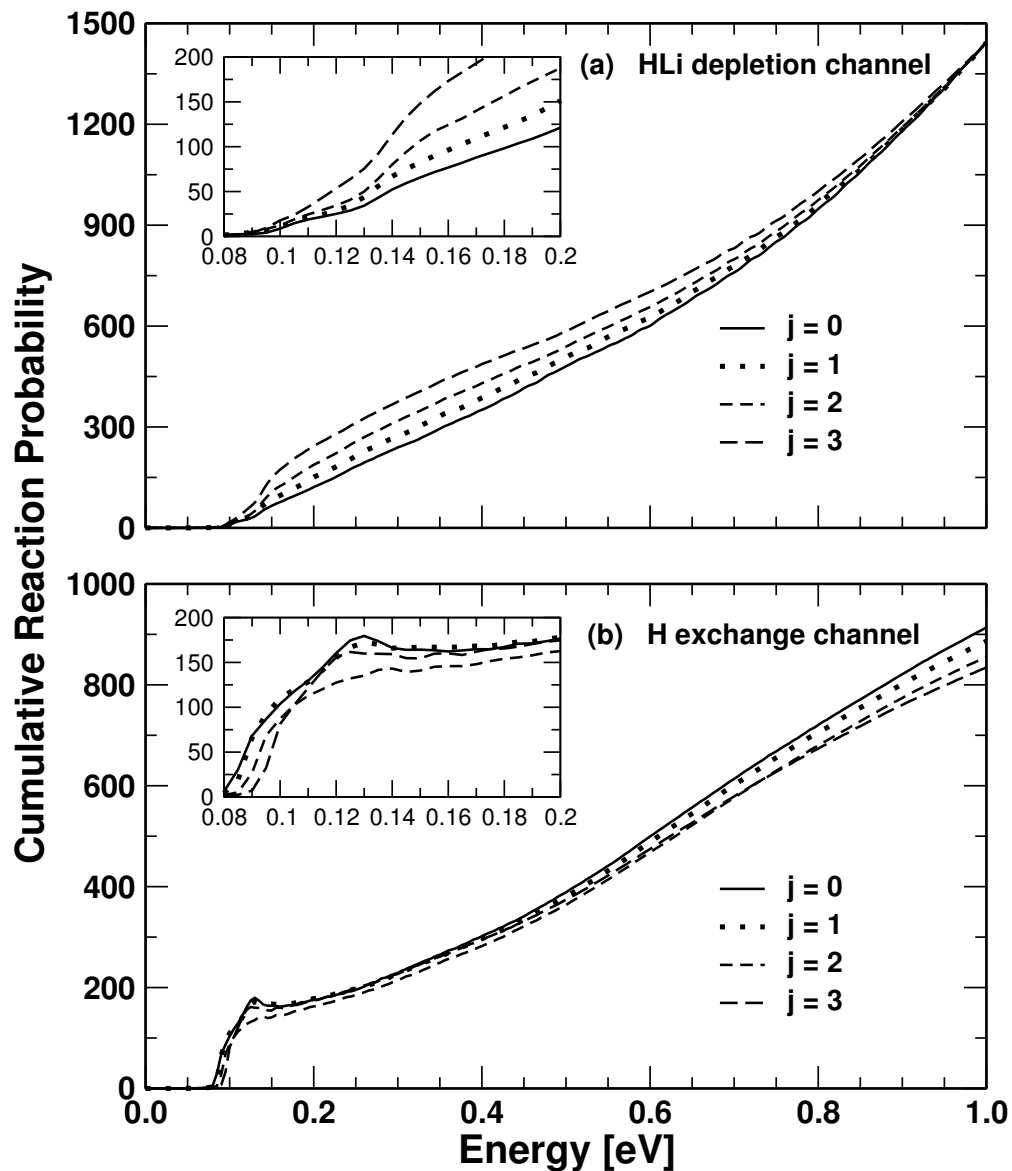 Cumulative Reaction Probability
1500
1200
900
600
300
0
200
150
100
50
0
0.08 0.1 0.12 0.14 0.16 0.18 0.2
(a) HLi depletion channel
j = 0
j = 1
j = 2
j = 3
1000
800
600
400
200
0
200
150
100
50
0
0.08 0.1 0.12 0.14 0.16 0.18 0.2
(b) H exchange channel
j = 0
j = 1
j = 2
j = 3
0.0 0.2 0.4 0.6 0.8 1.0
Energy [eV]